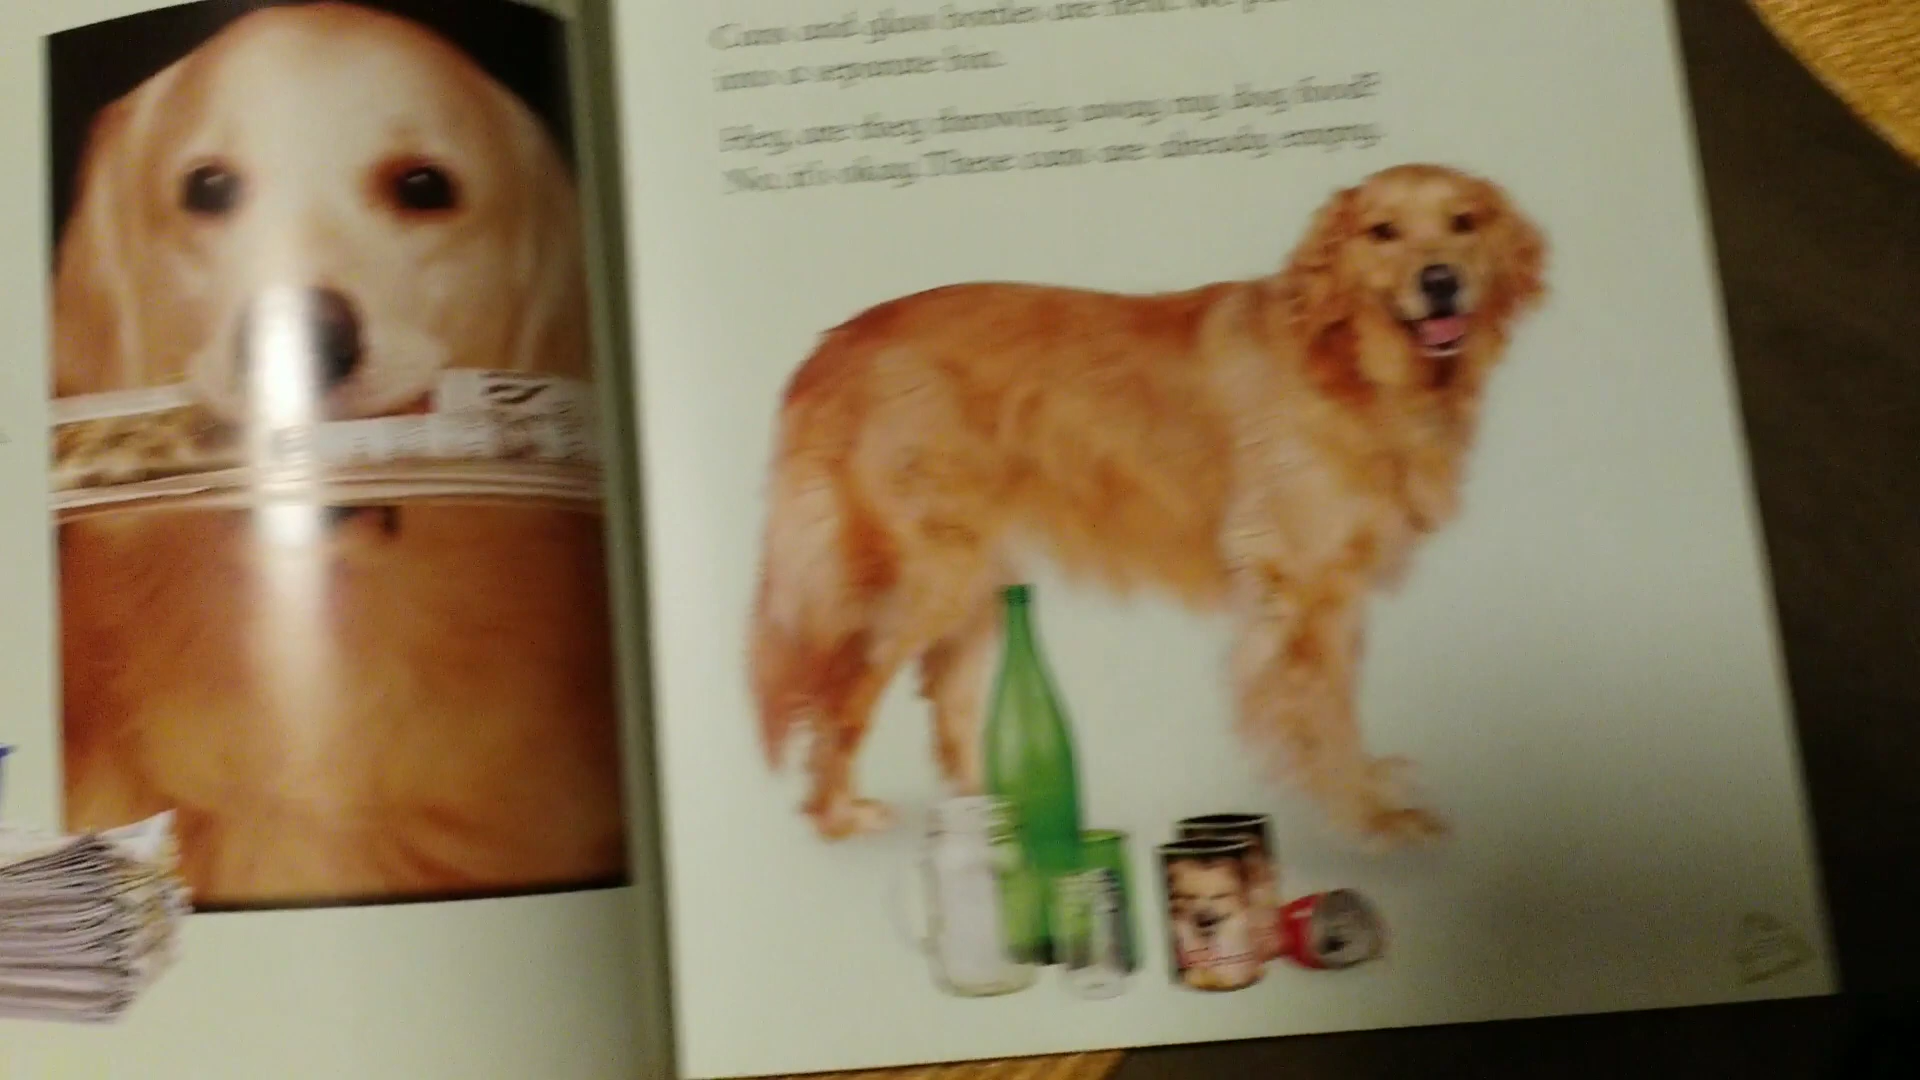 Cans and glass bottles are next. We put
into a separate bin.
Hey, are they throwing away my dog food?
No, it's okay. These cans are already empty.